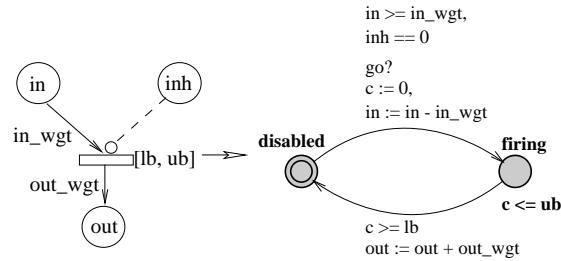 in
inh
in_wgt
[lb, ub]
out_wgt
out
in >= in_wgt,
inh == 0
go?
c := 0,
in := in - in_wgt
disabled
firing
c <= ub
c >= lb
out := out + out_wgt